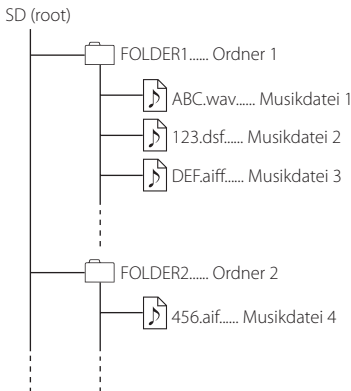 SD (root)
FOLDER1...... Ordner 1
ABC.wav...... Musikdatei 1
123.dsf...... Musikdatei 2
DEF.aiff...... Musikdatei 3
FOLDER2...... Ordner 2
456.aif...... Musikdatei 4